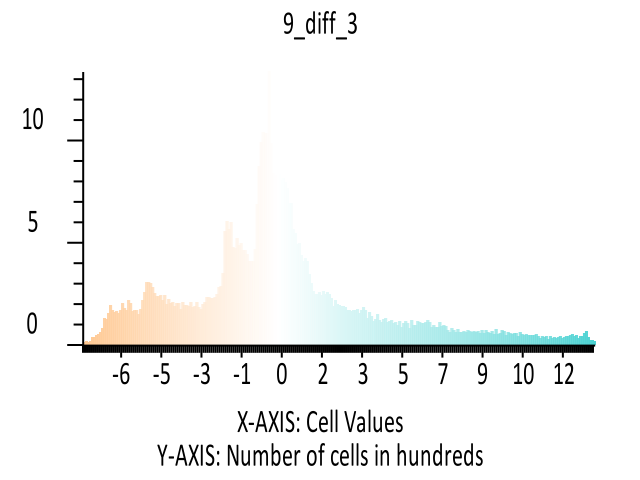 9_diff_3
10
5
0
-6 -5 -3 -1 0 2 3 5 7 9 10 12
X-AXIS: Cell Values
Y-AXIS: Number of cells in hundreds